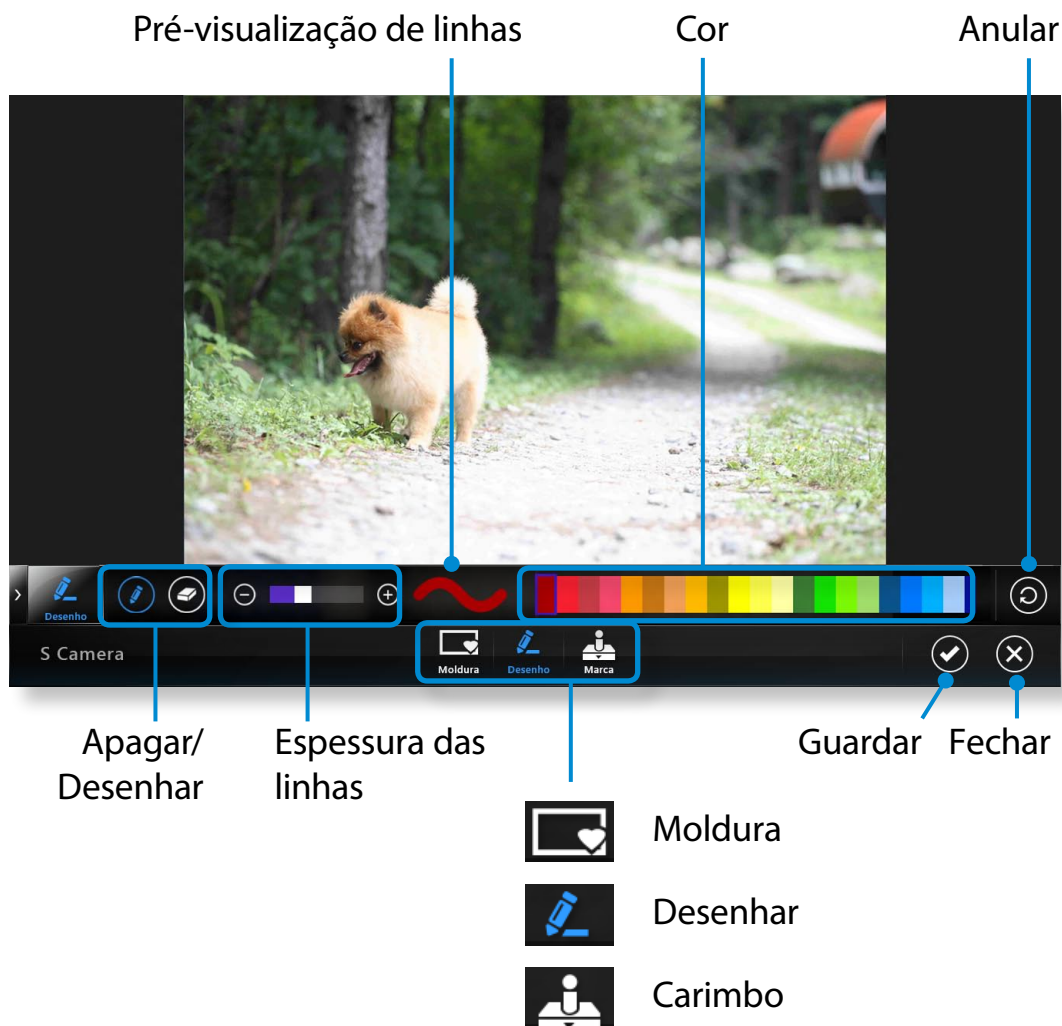 Pré-visualização de linhas
Cor
Anular
Desenho
S Camera
Moldura
Desenho
Marca
Apagar/
Desenhar
Espessura das
linhas
Guardar
Fechar
Moldura
Desenhar
Carimbo